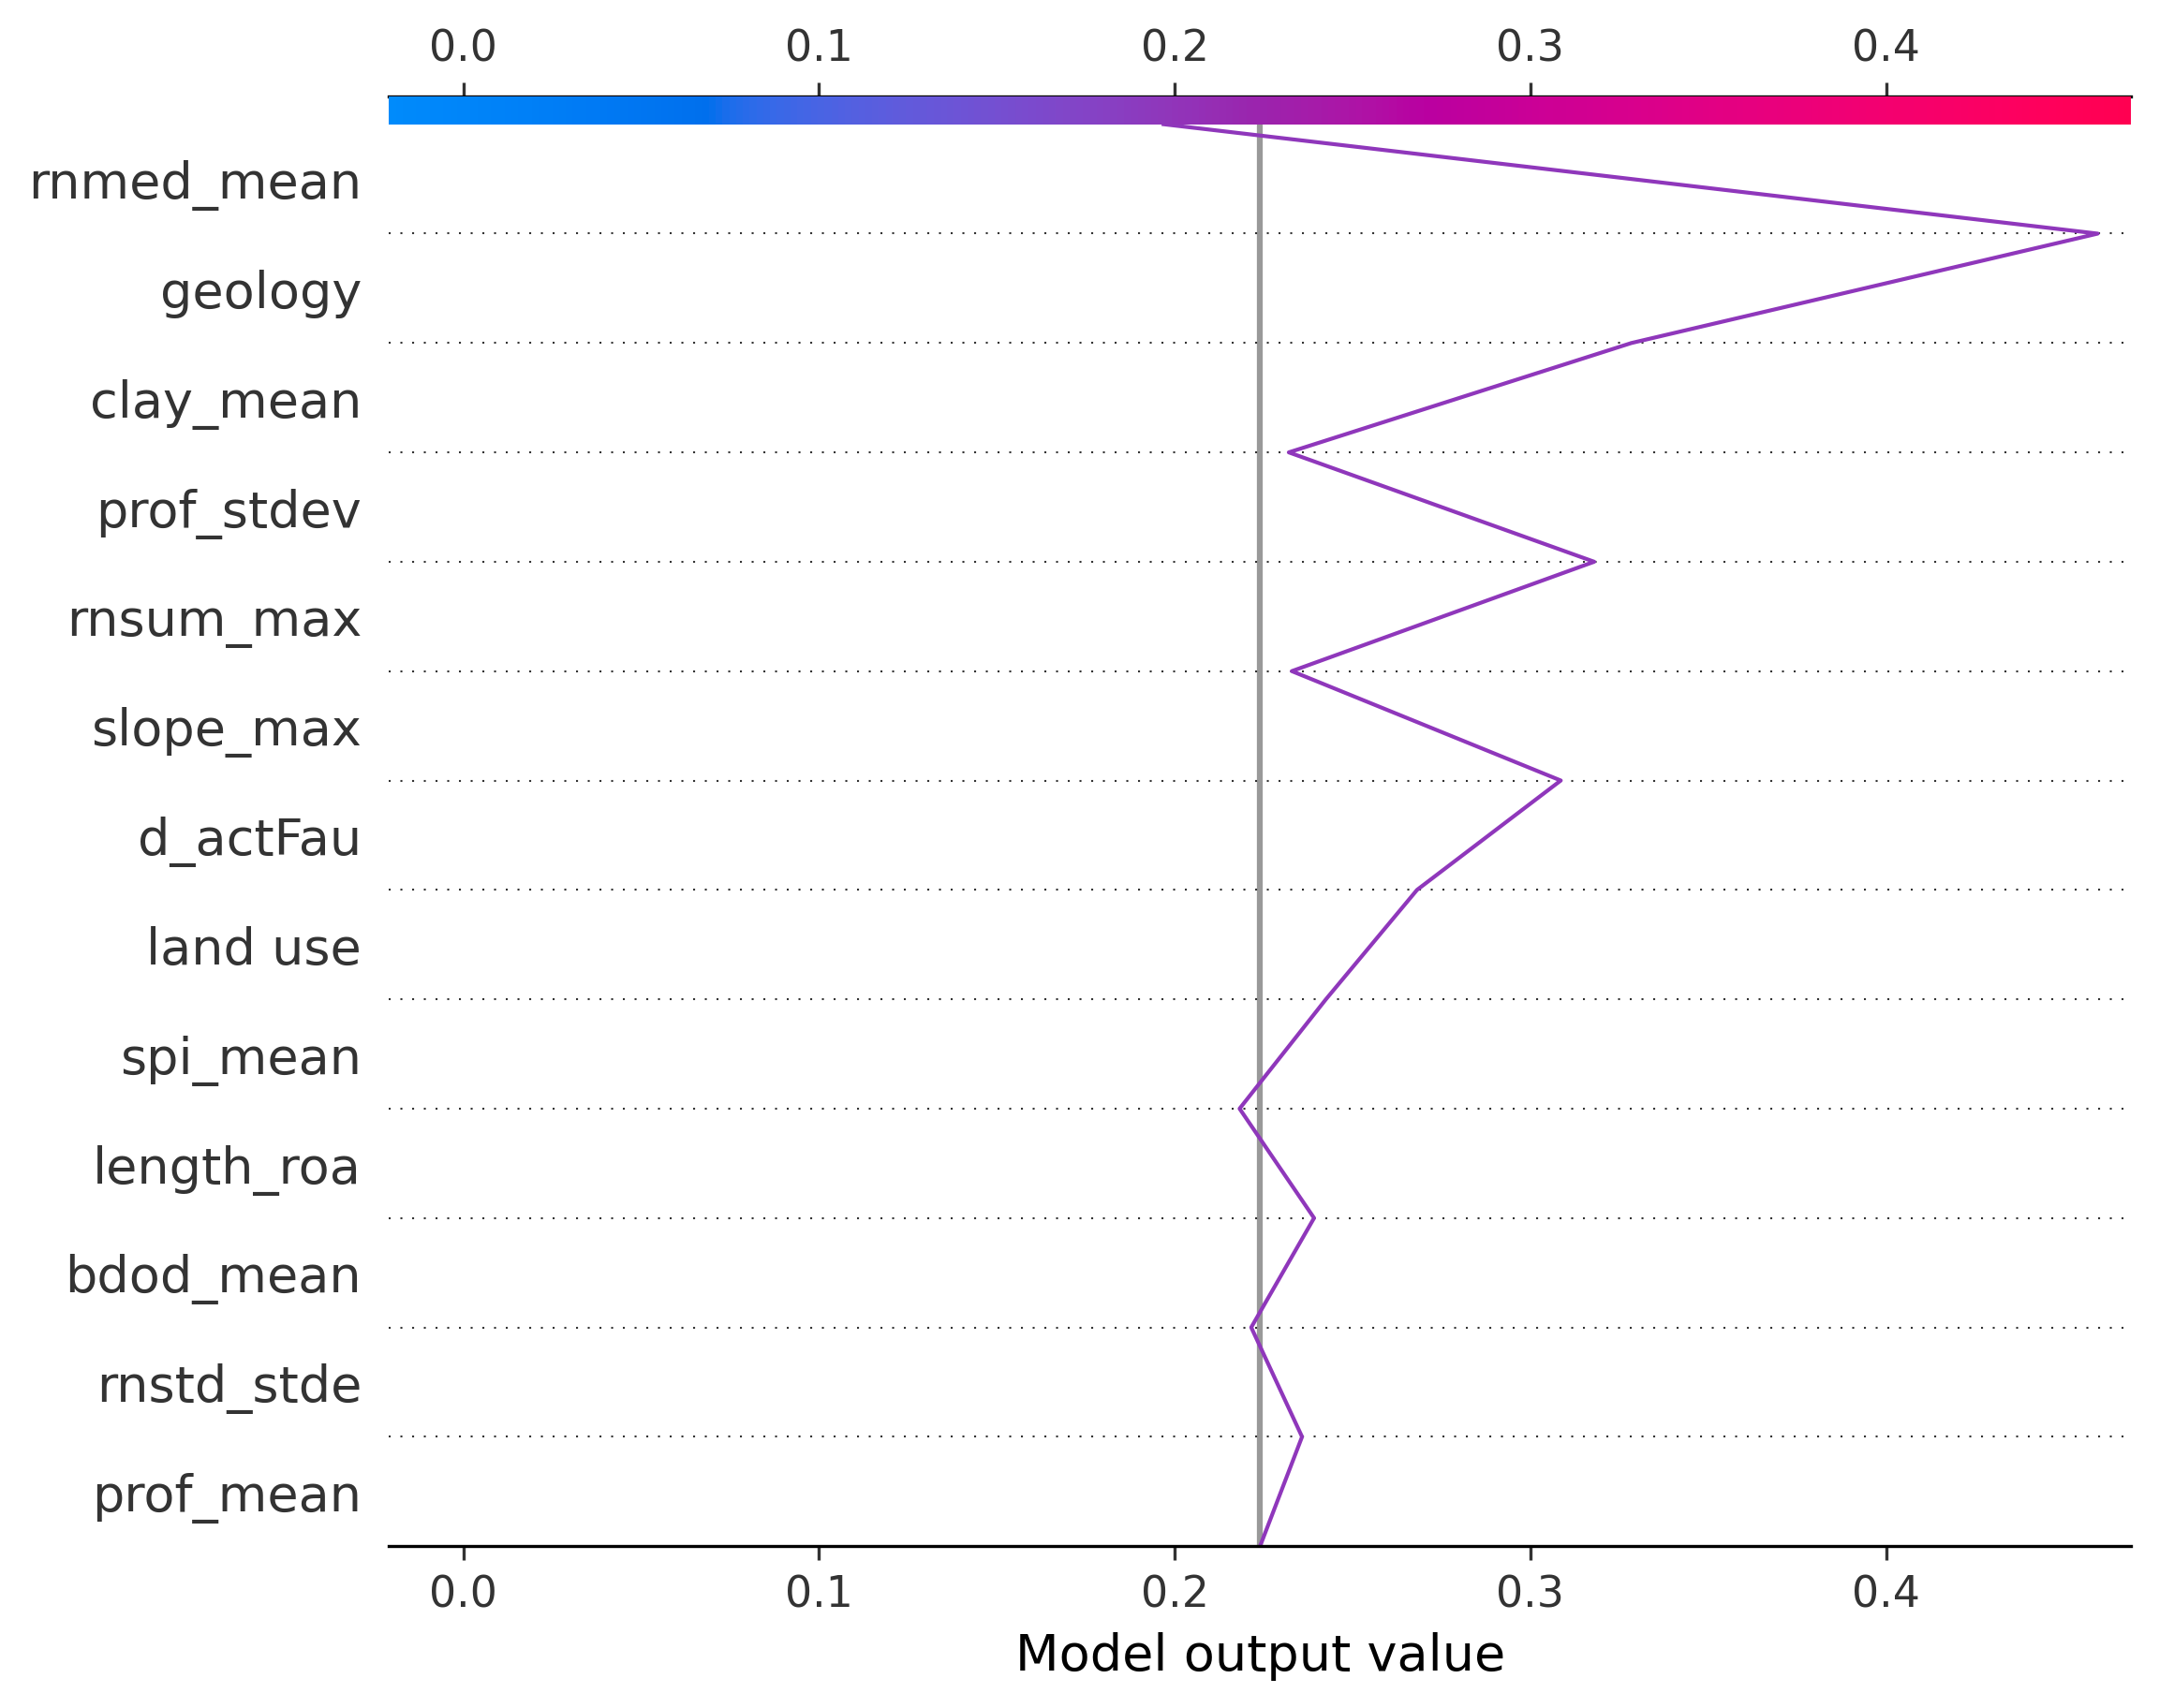 0.0 0.1 0.2 0.3 0.4
rnmed_mean
geology
clay_mean
prof_stdev
rnsum_max
slope_max
d_actFau
land use
spi_mean
length_roa
bdod_mean
rnstd_stde
prof_mean
0.0 0.1 0.2 0.3 0.4
Model output value